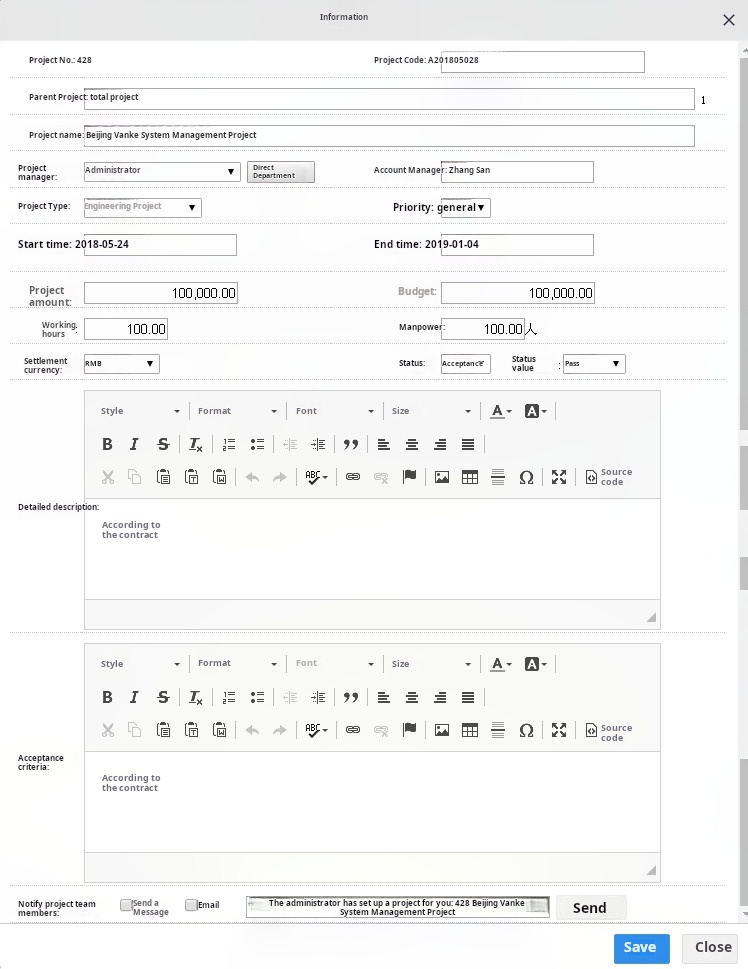 Information
Project No.: 428 Project Code: A201805028
Parent Project: total project 1
Project name: Beijing Vanke System Management Project
Project manager: Administrator Direct Department Account Manager: Zhang San
Project Type: Engineering Project Priority: general
Start time: 2018-05-24 End time: 2019-01-04
Project amount: 100,000.00 Budget: 100,000.00
Working hours : 100.00 Manpower: 100.00人
Settlement currency: RMB Status: Acceptance Status value : Pass
Style Format Font Size A A
B I S Tx
ABC Ω Source code
Detailed description:
According to
the contract
Style Format Font Size A A
B I S Tx
ABC Ω Source code
Acceptance criteria:
According to
the contract
Notify project team members: Send a Message Email The administrator has set up a project for you: 428 Beijing Vanke System Management Project Send
Save Close